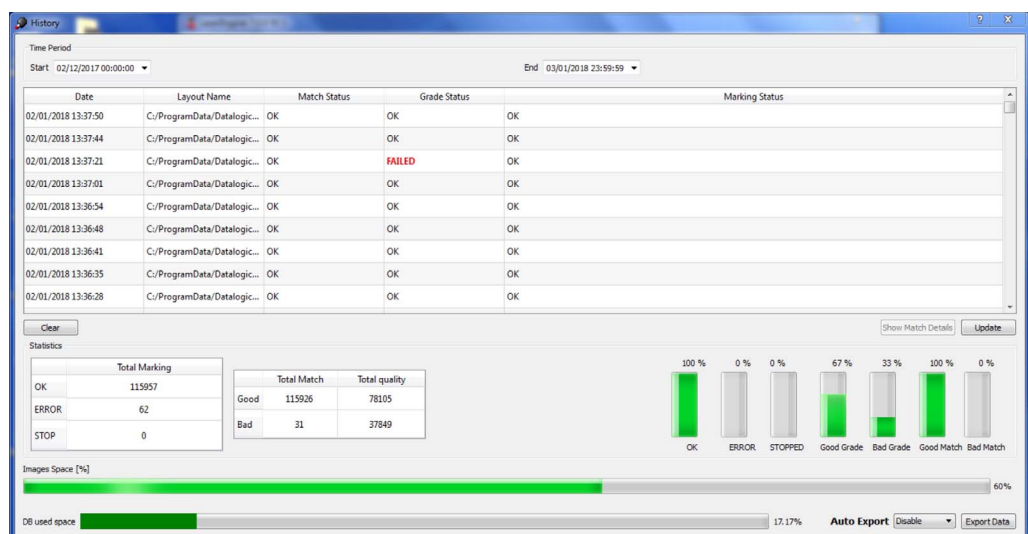 History
Time Period
Start 02/12/2017 00:00:00 End 03/01/2018 23:59:59
Date Layout Name Match Status Grade Status Marking Status
02/01/2018 13:37:50 C:/ProgramData/Datalogic... OK OK OK
02/01/2018 13:37:44 C:/ProgramData/Datalogic... OK OK OK
02/01/2018 13:37:21 C:/ProgramData/Datalogic... OK FAILED OK
02/01/2018 13:37:01 C:/ProgramData/Datalogic... OK OK OK
02/01/2018 13:36:54 C:/ProgramData/Datalogic... OK OK OK
02/01/2018 13:36:48 C:/ProgramData/Datalogic... OK OK OK
02/01/2018 13:36:41 C:/ProgramData/Datalogic... OK OK OK
02/01/2018 13:36:35 C:/ProgramData/Datalogic... OK OK OK
02/01/2018 13:36:28 C:/ProgramData/Datalogic... OK OK OK
Clear Show Match Details Update
Statistics
Total Marking
OK 115957
ERROR 62
STOP 0
Total Match Total quality
Good 115926 78105
Bad 31 37849
100 % 0 % 0 % 67 % 33 % 100 % 0 %
OK ERROR STOPPED Good Grade Bad Grade Good Match Bad Match
Images Space [%]
60%
DB used space 17.17% Auto Export Disable Export Data